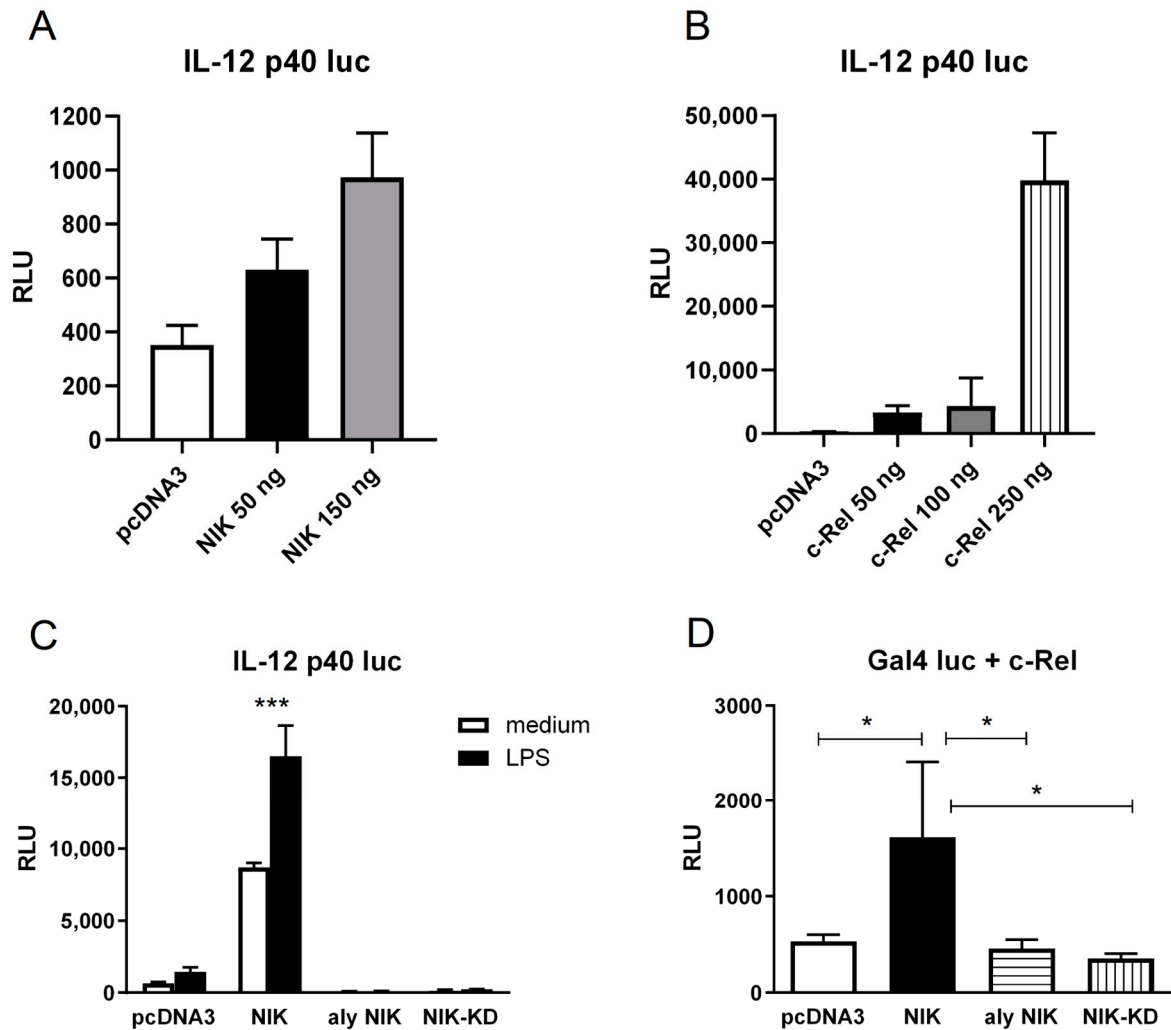 A
IL-12 p40 luc
RLU
1200
1000
800
600
400
200
0
pcDNA3
NIK 50 ng
NIK 150 ng
B
IL-12 p40 luc
RLU
50,000
40,000
30,000
20,000
10,000
0
pcDNA3
c-Rel 50 ng
c-Rel 100 ng
c-Rel 250 ng
C
IL-12 p40 luc
RLU
20,000
15,000
10,000
5,000
0
***
medium
LPS
pcDNA3 NIK aly NIK NIK-KD
D
Gal4 luc + c-Rel
RLU
3000
2000
1000
0
* *
*
pcDNA3 NIK aly NIK NIK-KD